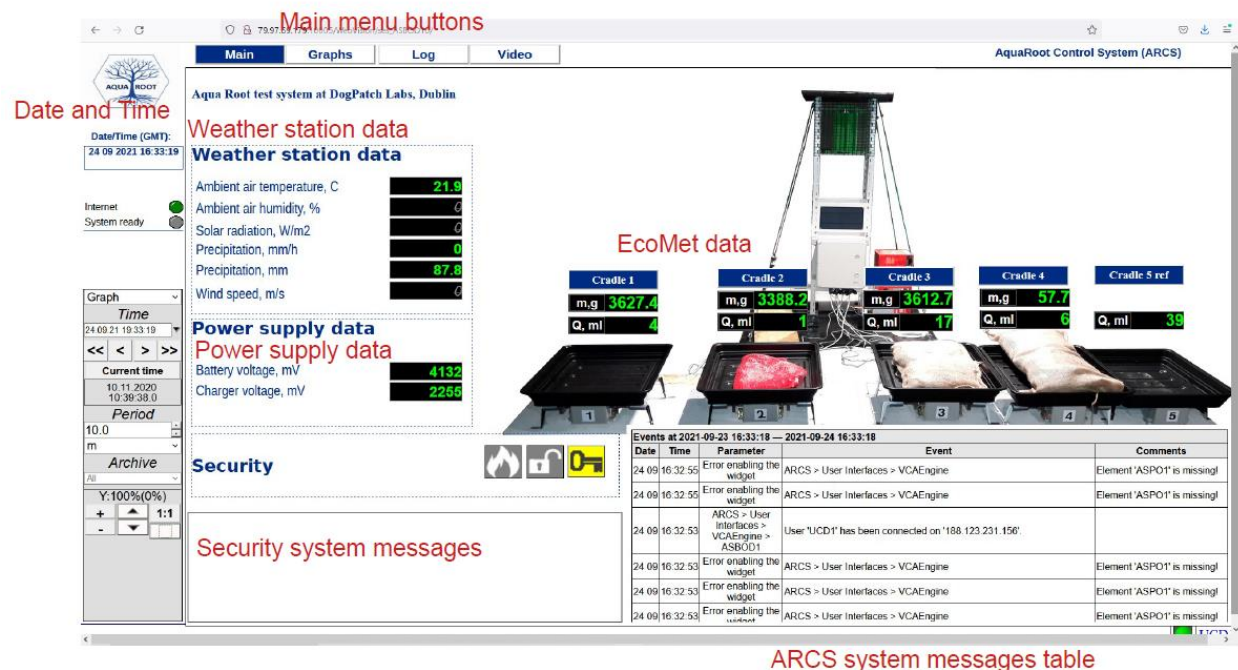 Main menu buttons
79.97.
Main Graphs Log Video
AquaRoot Control System (ARCS)
AQUA ROOT
Date and Time
Date/Time (GMT):
24 09 2021 16:33:19
Internet
System ready
Graph
Time
24.09.21 19:33:19
<< < > >>
Current time
10.11.2020
10:39:38.0
Period
10.0
m
Archive
All
Y:100%(0%)
+ 1:1
-
Aqua Root test system at DogPatch Labs, Dublin
Weather station data
Weather station data
Ambient air temperature, C 21.9
Ambient air humidity, % 0
Solar radiation, W/m2 0
Precipitation, mm/h 0
Precipitation, mm 87.8
Wind speed, m/s 0
Power supply data
Power supply data
Battery voltage, mV 4132
Charger voltage, mV 2255
Security
Security system messages
EcoMet data
Cradle 1 Cradle 2 Cradle 3 Cradle 4 Cradle 5 ref
m,g 3627.4 m,g 3388.2 m,g 3612.7 m,g 57.7
Q, ml 4 Q, ml 1 Q, ml 17 Q, ml 6 Q, ml 39
1 2 3 4 5
Events at 2021-09-23 16:33:18 — 2021-09-24 16:33:18
Date Time Parameter Event Comments
24 09 16:32:55 Error enabling the widget ARCS > User Interfaces > VCAEngine Element 'ASPO1' is missing!
24 09 16:32:55 Error enabling the widget ARCS > User Interfaces > VCAEngine Element 'ASPO1' is missing!
24 09 16:32:53 ARCS > User Interfaces > VCAEngine > ASBOD1 User 'UCD1' has been connected on '188.123.231.156'.
24 09 16:32:53 Error enabling the widget ARCS > User Interfaces > VCAEngine Element 'ASPO1' is missing!
24 09 16:32:53 Error enabling the widget ARCS > User Interfaces > VCAEngine Element 'ASPO1' is missing!
24 09 16:32:53 Error enabling the widget ARCS > User Interfaces > VCAEngine Element 'ASPO1' is missing!
UCD
ARCS system messages table